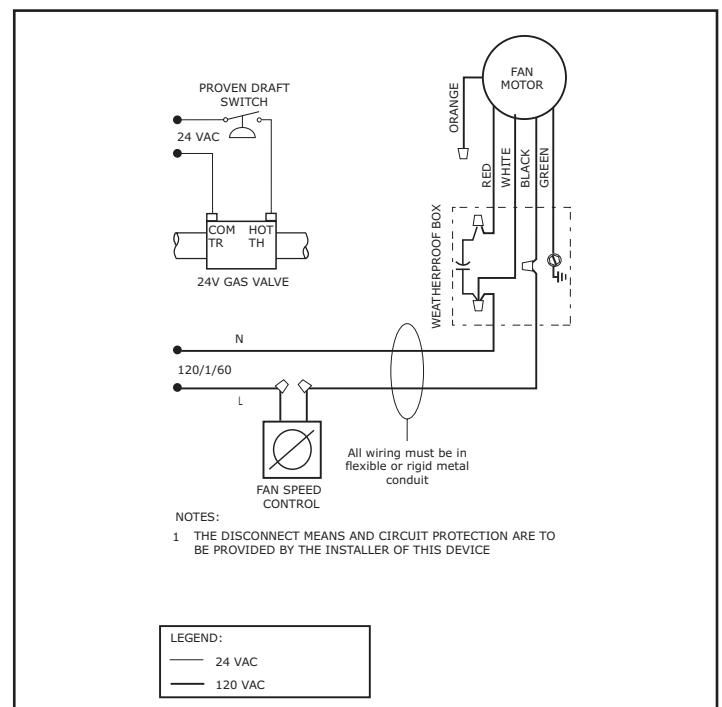 FAN
MOTOR
ORANGE
RED
WHITE
BLACK
GREEN
PROVEN DRAFT
SWITCH
24 VAC
COM HOT
TR TH
24V GAS VALVE
WEATHERPROOF BOX
N
120/1/60
L
All wiring must be in
flexible or rigid metal
conduit
FAN SPEED
CONTROL
NOTES:
1 THE DISCONNECT MEANS AND CIRCUIT PROTECTION ARE TO
BE PROVIDED BY THE INSTALLER OF THIS DEVICE
LEGEND:
24 VAC
120 VAC